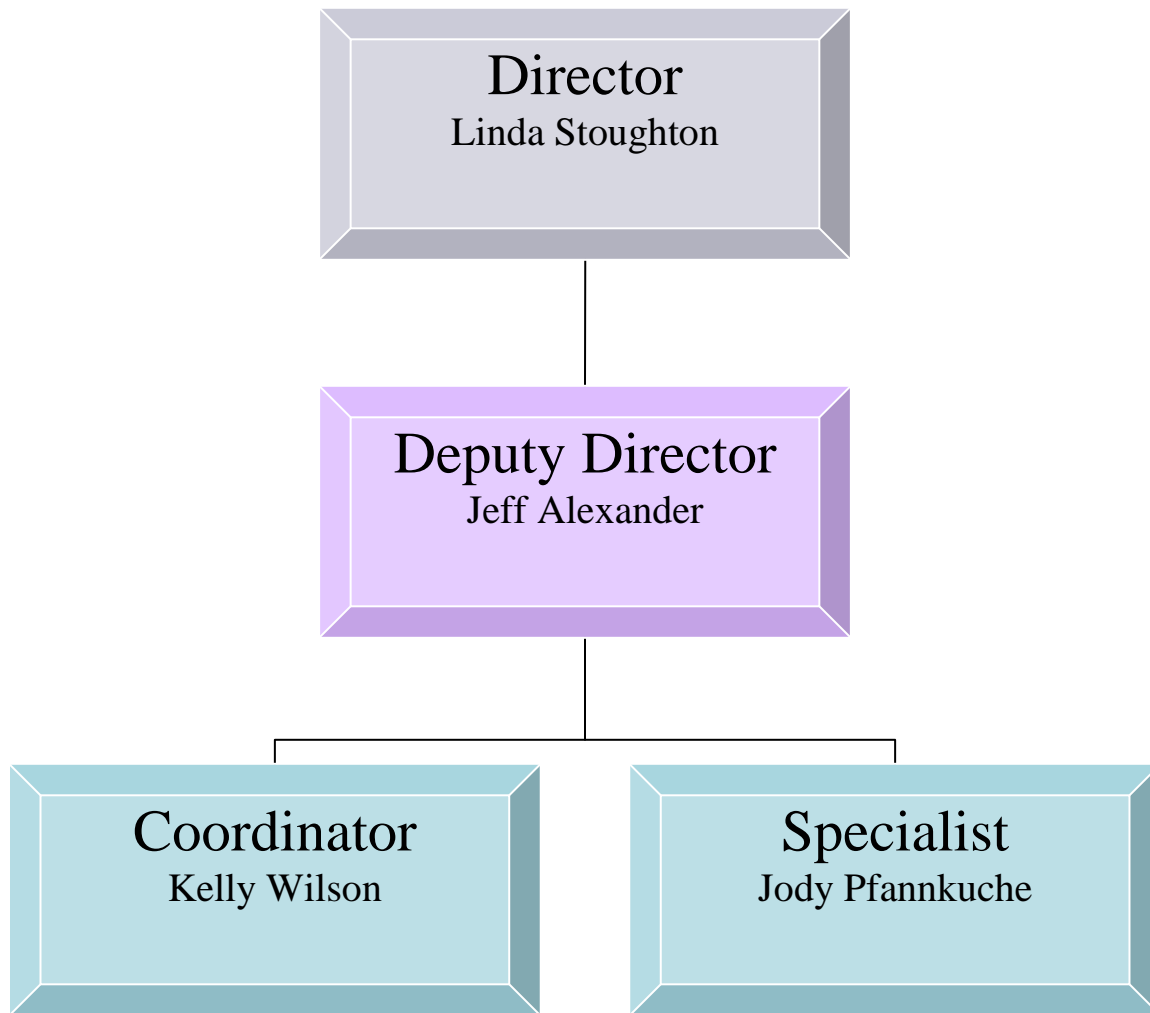 Director
Linda Stoughton
Deputy Director
Jeff Alexander
Coordinator
Kelly Wilson
Specialist
Jody Pfannkuche